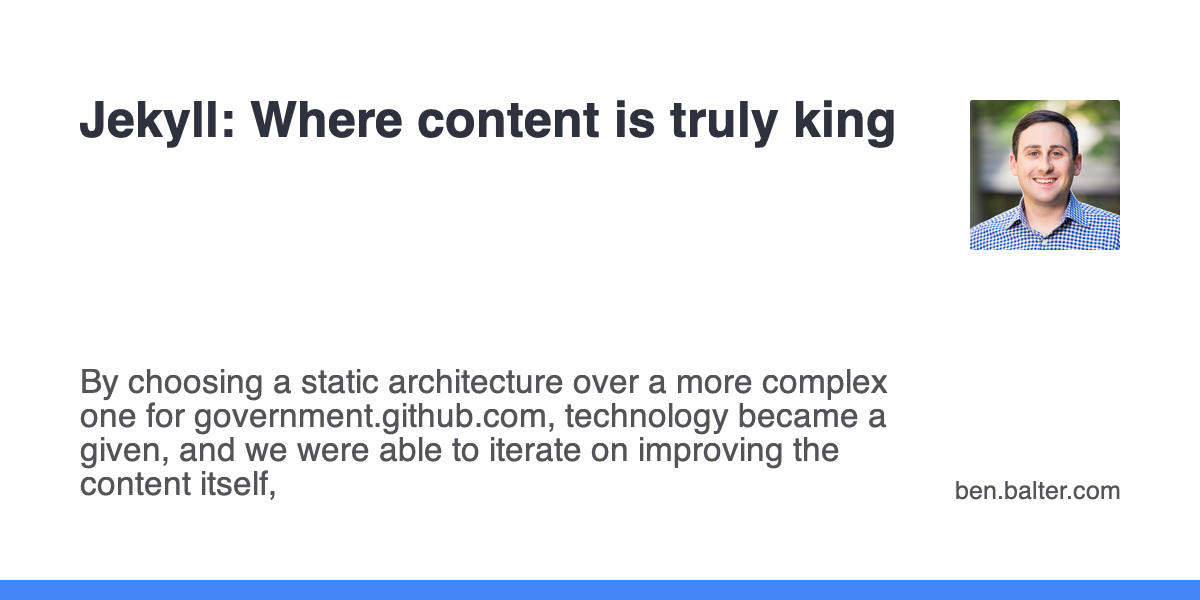 Jekyll: Where content is truly king
By choosing a static architecture over a more complex
one for government.github.com, technology became a
given, and we were able to iterate on improving the
content itself,
ben.balter.com